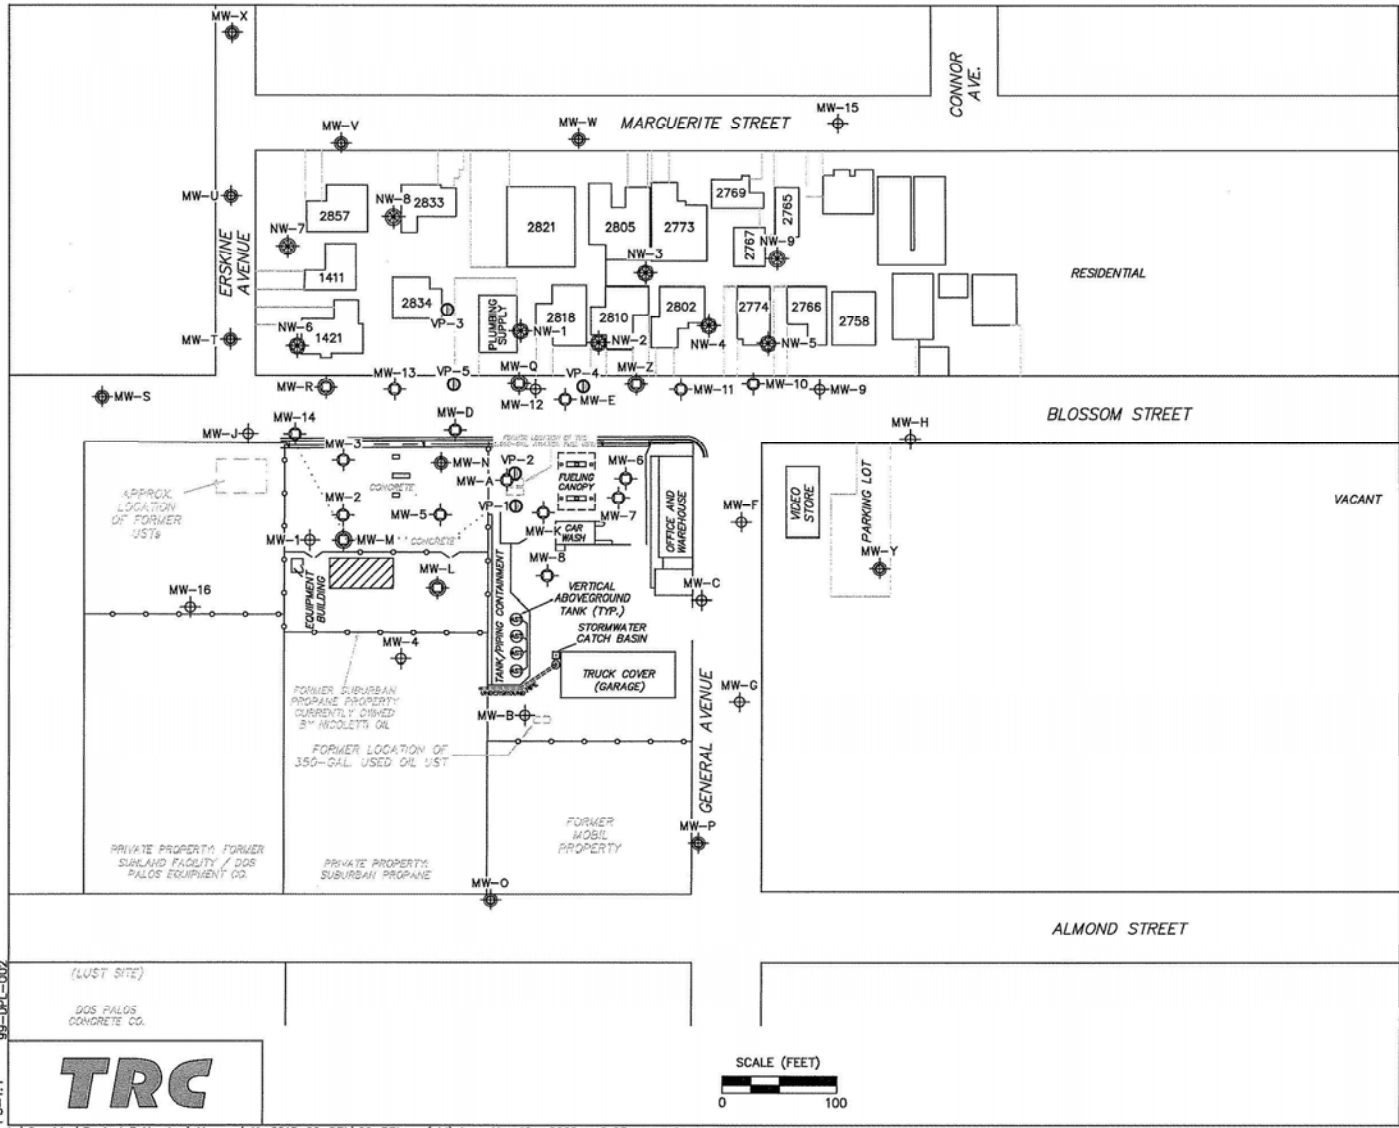 MW-X
CONNOR
AVE.
MW-15
MW-V
MW-W
MARGUERITE STREET
MW-U
NW-7
2857
NW-8
2833
2821
2805
2773
2769
2765
2767
NW-9
NW-3
ERSKINE
AVENUE
1411
RESIDENTIAL
2834
VP-3
PLUMBING
SUPPLY
NW-1
2818
2810
NW-2
2802
NW-4
2774
NW-5
2766
2758
NW-6
1421
MW-T
MW-R
MW-13
VP-5
MW-Q
MW-12
VP-4
MW-E
MW-Z
MW-11
MW-10
MW-9
MW-S
BLOSSOM STREET
MW-J
MW-14
MW-D
MW-H
MW-3
MW-N
VP-2
MW-A
FUELING
CANOPY
MW-6
MW-7
APPROX.
LOCATION
OF FORMER
USTs
CONCRETE
MW-2
MW-5
VP-1
MW-K
CAR
WASH
OFFICE AND
WAREHOUSE
MW-F
VIDEO
STORE
PARKING LOT
VACANT
MW-1
MW-M
CONCRETE
MW-Y
MW-8
MW-L
EQUIPMENT
BUILDING
TANK/PIPING CONTAINMENT
VERTICAL
ABOVEGROUND
TANK (TYP.)
MW-C
MW-16
STORMWATER
CATCH BASIN
AST
AST
AST
AST
MW-4
TRUCK COVER
(GARAGE)
FORMER SUBURBAN
PROPANE PROPERTY
CURRENTLY OWNED
BY NICOLETTI OIL
MW-B
MW-G
GENERAL AVENUE
FORMER LOCATION OF
350-GAL. USED OIL UST
FORMER
MOBIL
PROPERTY
MW-P
PRIVATE PROPERTY: FORMER
SUNLAND FACILITY / DOS
PALOS EQUIPMENT CO.
PRIVATE PROPERTY:
SUBURBAN PROPANE
MW-O
ALMOND STREET
(LUST SITE)
DOS PALOS
CONCRETE CO.
99-DPL-002
TRC
SCALE (FEET)
0 100